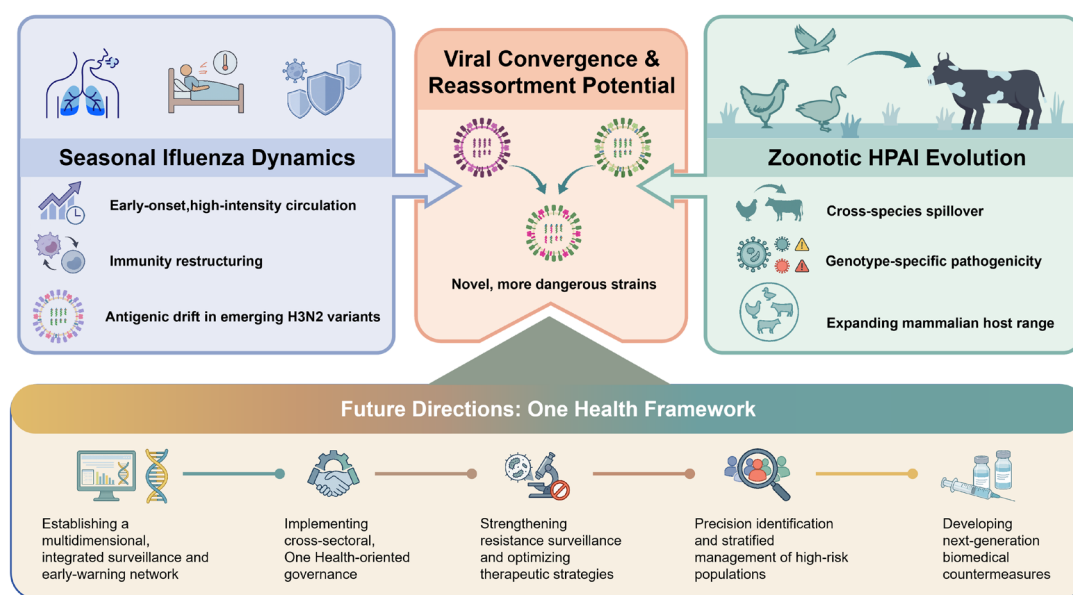 Seasonal Ifluenza Dynamics
Early-onset,high-intensity circulation
Immunity restructuring
Antigenic drift in emerging H3N2 variants
Viral Convergence &
Reassortment Potential
Novel, more dangerous strains
Zoonotic HPAI Evolution
Cross-species spillover
Genotype-specific pathogenicity
Expanding mammalian host range
Future Directions: One Health Framework
Establishing a
multidimensional,
integrated surveillance and
early-warning network
Implementing
cross-sectoral,
One Health-oriented
governance
Strengthening
resistance surveillance
and optimizing
therapeutic strategies
Precision identification
and stratified
management of high-risk
populations
Developing
next-generation
biomedical
countermeasures